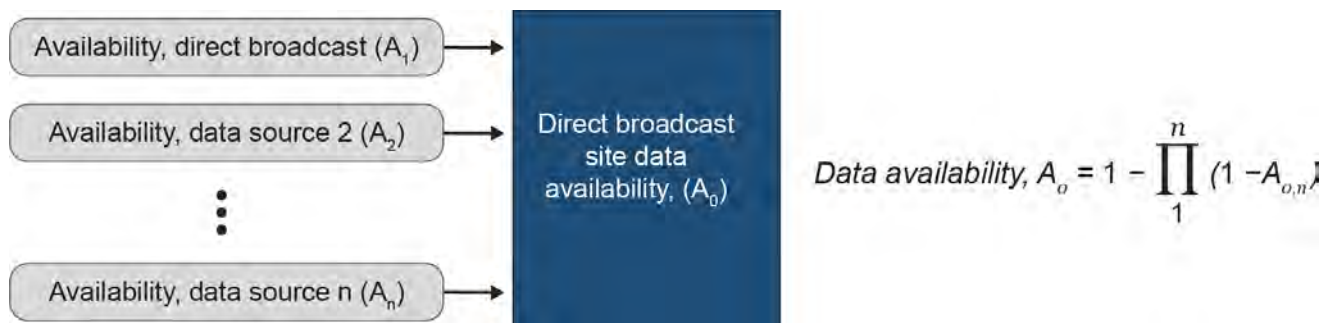 Availability, direct broadcast (A₁)
Availability, data source 2 (A₂)
Availability, data source n (Aₙ)
Direct broadcast
site data
availability, (A₀)
Data availability, Aₒ = 1 − ∏ₙ₌₁ⁿ (1 −Aₒ,ₙ)